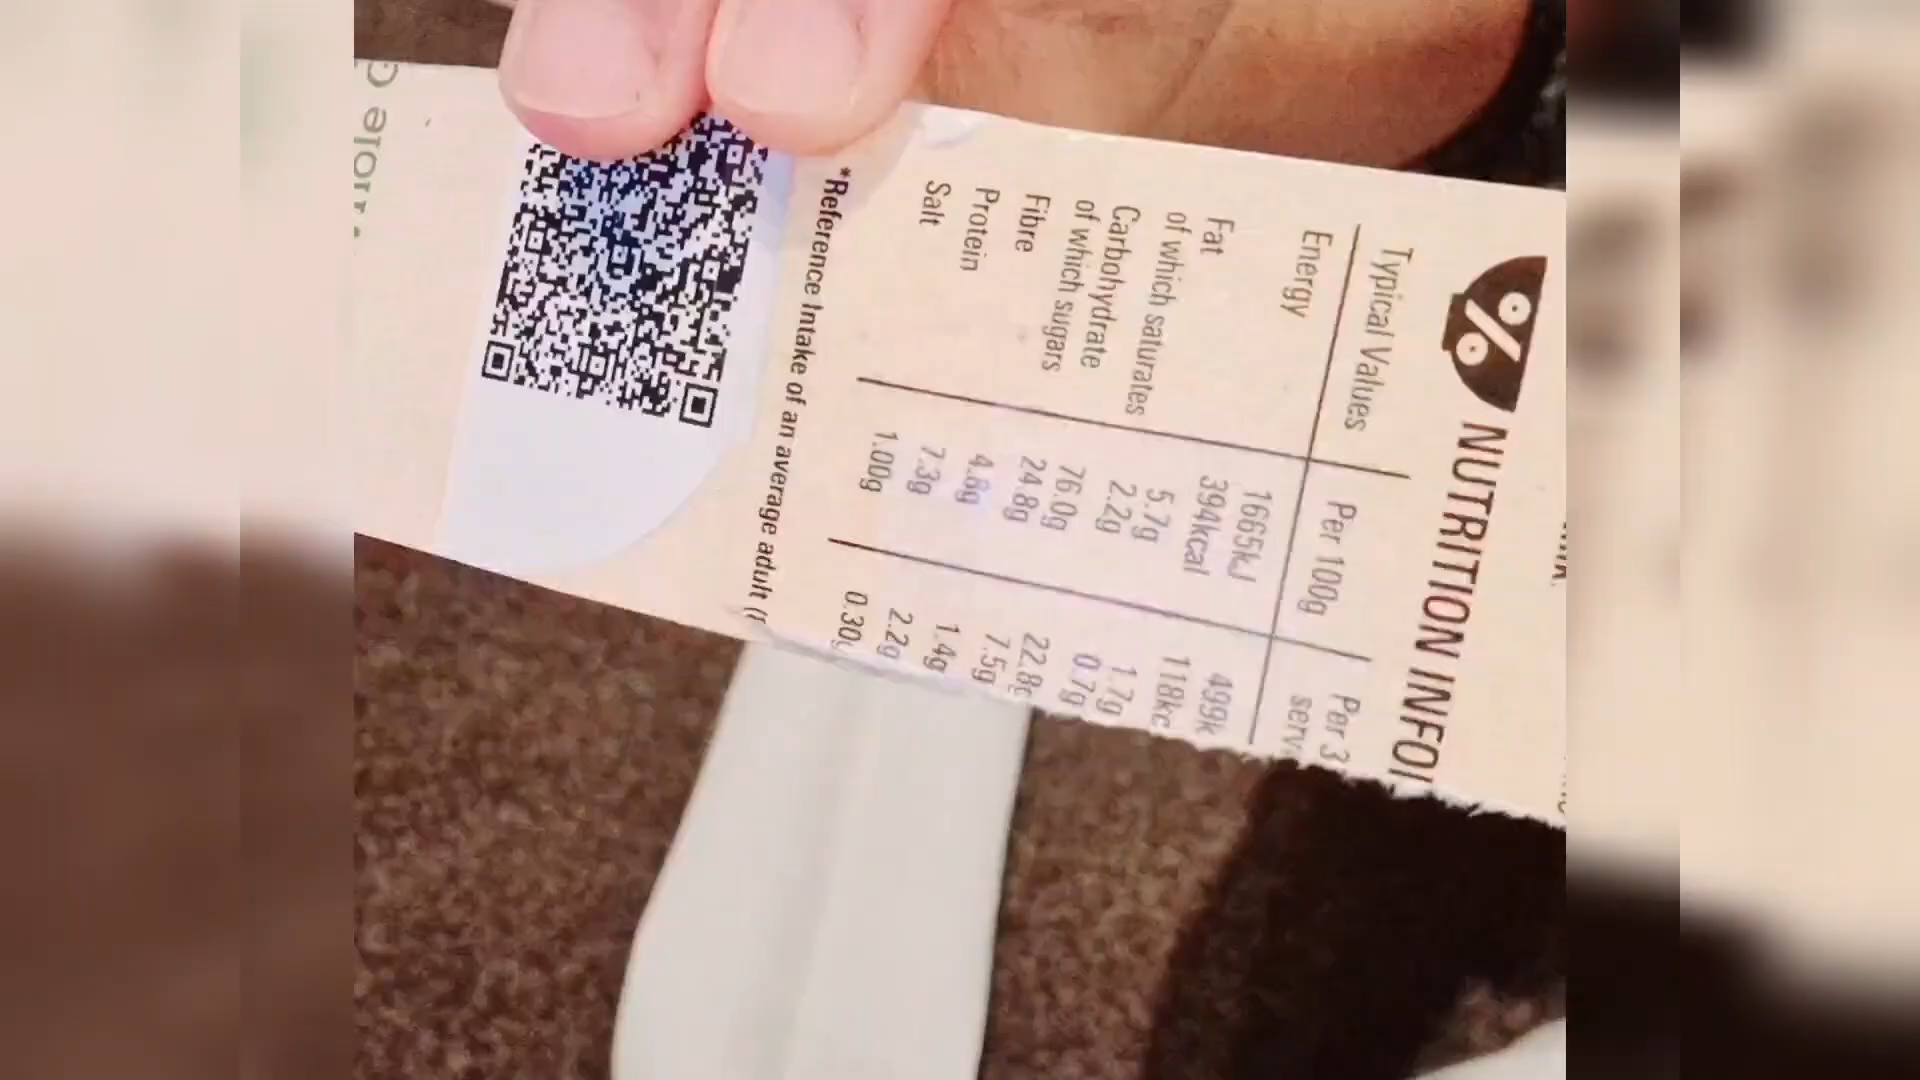 NUTRITION INFO
Typical Values Per 100g Per 3
serv
Energy 1665kJ 499k
394kcal 118kc
Fat 5.7g 1.7g
of which saturates 2.2g 0.7g
Carbohydrate 76.0g 22.8g
of which sugars 24.8g 7.5g
Fibre 4.8g 1.4g
Protein 7.3g 2.2g
Salt 1.00g 0.30g
*Reference Intake of an average adult (